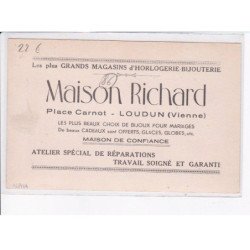 22 €
Les plus GRANDS MAGASINS d'HORLOGERIE-BIJOUTERIE
Maison Richard
(86)
Place Carnot - LOUDUN (Vienne)
LES PLUS BEAUX CHOIX DE BIJOUX POUR MARIAGES
De beaux CADEAUX sont OFFERTS, GLACES, GLOBES, etc.
MAISON DE CONFIANCE
ATELIER SPÉCIAL DE RÉPARATIONS
TRAVAIL SOIGNÉ ET GARANTI